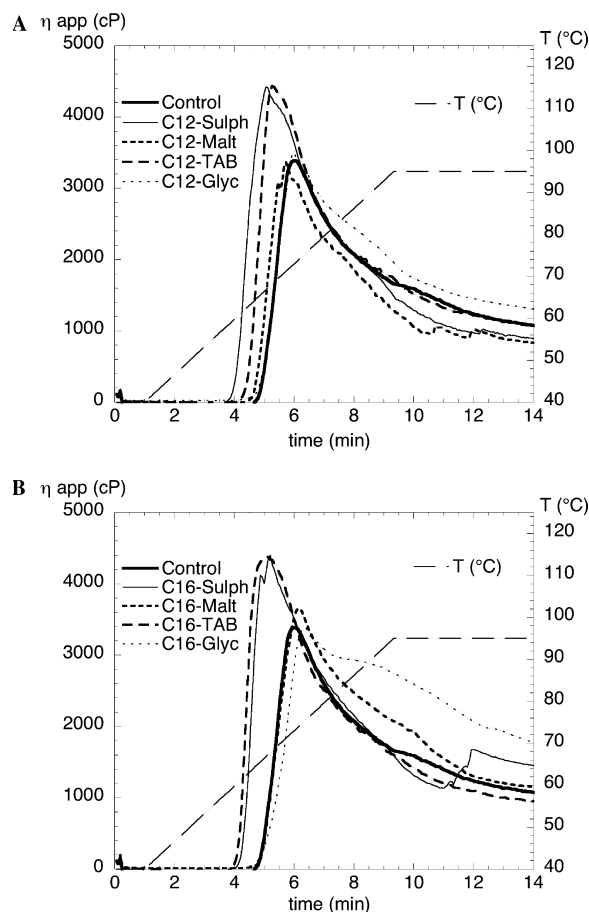 A η app (cP) T (°C)
5000
120
Control
C12-Sulph
C12-Malt
C12-TAB
C12-Glyc
T (°C)
4000
110
100
3000
90
80
2000
70
1000
60
50
0
40
0 2 4 6 8 10 12 14
time (min)
B η app (cP) T (°C)
5000
120
Control
C16-Sulph
C16-Malt
C16-TAB
C16-Glyc
T (°C)
4000
110
100
3000
90
80
2000
70
1000
60
50
0
40
0 2 4 6 8 10 12 14
time (min)